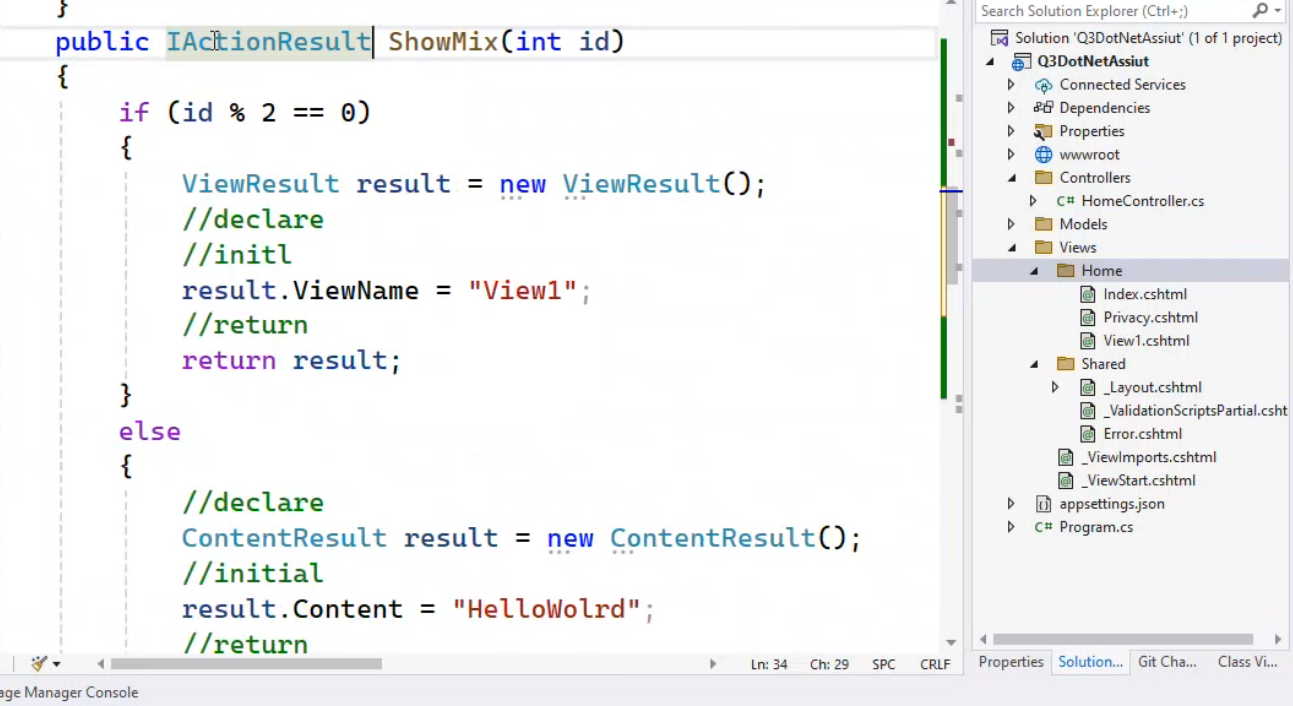 }
public IActionResult ShowMix(int id)
{
if (id % 2 == 0)
{
ViewResult result = new ViewResult();
//declare
//initl
result.ViewName = "View1";
//return
return result;
}
else
{
//declare
ContentResult result = new ContentResult();
//initial
result.Content = "HelloWolrd";
//return
Ln: 34 Ch: 29 SPC CRLF
age Manager Console
Search Solution Explorer (Ctrl+;)
Solution 'Q3DotNetAssiut' (1 of 1 project)
Q3DotNetAssiut
Connected Services
Dependencies
Properties
wwwroot
Controllers
C# HomeController.cs
Models
Views
Home
Index.cshtml
Privacy.cshtml
View1.cshtml
Shared
_Layout.cshtml
_ValidationScriptsPartial.csht
Error.cshtml
_ViewImports.cshtml
_ViewStart.cshtml
appsettings.json
C# Program.cs
Properties Solution... Git Cha... Class Vi...